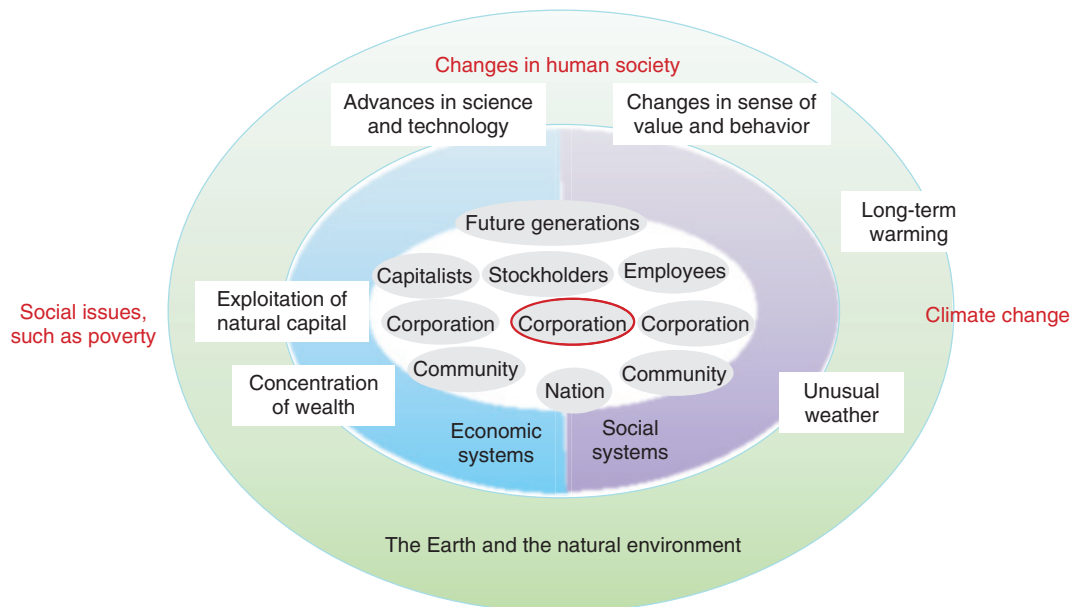 Changes in human society
Advances in science
and technology
Changes in sense of
value and behavior
Long-term
warming
Future generations
Capitalists
Stockholders
Employees
Exploitation of
natural capital
Social issues,
such as poverty
Corporation
Corporation
Corporation
Climate change
Community
Nation
Community
Concentration
of wealth
Unusual
weather
Economic
systems
Social
systems
The Earth and the natural environment